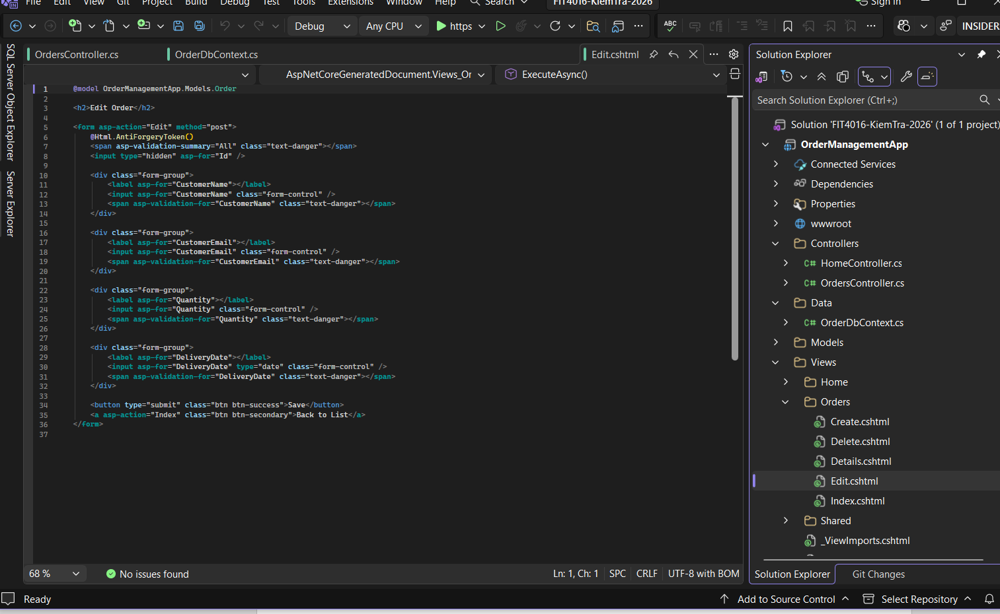 File Edit View Git Project Build Debug Test Tools Extensions Window Help Search FIT4016-KiemTra-2026 Sign in
Debug Any CPU https INSIDERS
SQL Server Object Explorer
Server Explorer
OrdersController.cs OrderDbContext.cs Edit.cshtml
AspNetCoreGeneratedDocument.Views_Or ExecuteAsync()
1 @model OrderManagementApp.Models.Order
2
3 <h2>Edit Order</h2>
4
5 <form asp-action="Edit" method="post">
6 @Html.AntiForgeryToken()
7 <span asp-validation-summary="All" class="text-danger"></span>
8 <input type="hidden" asp-for="Id" />
9
10 <div class="form-group">
11 <label asp-for="CustomerName"></label>
12 <input asp-for="CustomerName" class="form-control" />
13 <span asp-validation-for="CustomerName" class="text-danger"></span>
14 </div>
15
16 <div class="form-group">
17 <label asp-for="CustomerEmail"></label>
18 <input asp-for="CustomerEmail" class="form-control" />
19 <span asp-validation-for="CustomerEmail" class="text-danger"></span>
20 </div>
21
22 <div class="form-group">
23 <label asp-for="Quantity"></label>
24 <input asp-for="Quantity" class="form-control" />
25 <span asp-validation-for="Quantity" class="text-danger"></span>
26 </div>
27
28 <div class="form-group">
29 <label asp-for="DeliveryDate"></label>
30 <input asp-for="DeliveryDate" type="date" class="form-control" />
31 <span asp-validation-for="DeliveryDate" class="text-danger"></span>
32 </div>
33
34 <button type="submit" class="btn btn-success">Save</button>
35 <a asp-action="Index" class="btn btn-secondary">Back to List</a>
36 </form>
37
68 % No issues found Ln: 1, Ch: 1 SPC CRLF UTF-8 with BOM
Solution Explorer
Search Solution Explorer (Ctrl+;)
Solution 'FIT4016-KiemTra-2026' (1 of 1 project)
OrderManagementApp
Connected Services
Dependencies
Properties
wwwroot
Controllers
C# HomeController.cs
C# OrdersController.cs
Data
C# OrderDbContext.cs
Models
Views
Home
Orders
Create.cshtml
Delete.cshtml
Details.cshtml
Edit.cshtml
Index.cshtml
Shared
_ViewImports.cshtml
Solution Explorer Git Changes
Ready Add to Source Control Select Repository